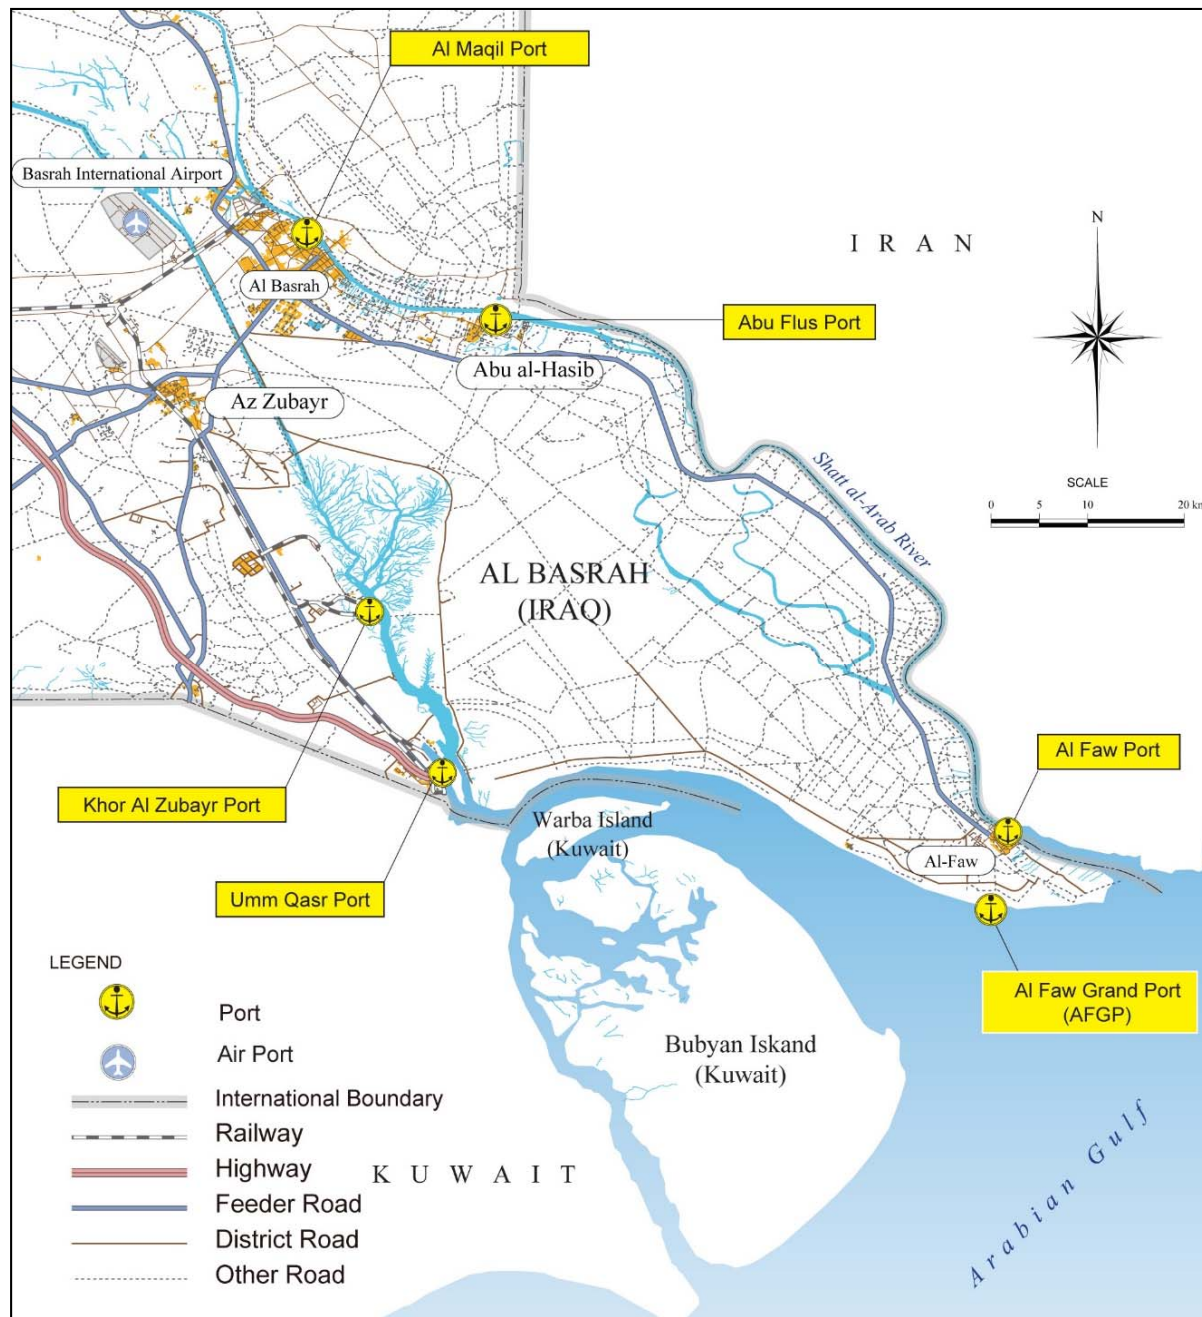 Al Maqil Port
Basrah International Airport
N
I R A N
Al Basrah
Abu Flus Port
Abu al-Hasib
Az Zubayr
Shatt al-Arab River
SCALE
0 5 10 20 km
AL BASRAH
(IRAQ)
Al Faw Port
Khor Al Zubayr Port
Warba Island
(Kuwait)
Al-Faw
Umm Qasr Port
Al Faw Grand Port
(AFGP)
Bubyan Iskand
(Kuwait)
K U W A I T
Arabian Gulf
LEGEND
Port
Air Port
International Boundary
Railway
Highway
Feeder Road
District Road
Other Road